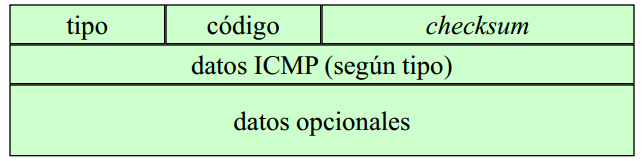 tipo código checksum
datos ICMP (según tipo)
datos opcionales